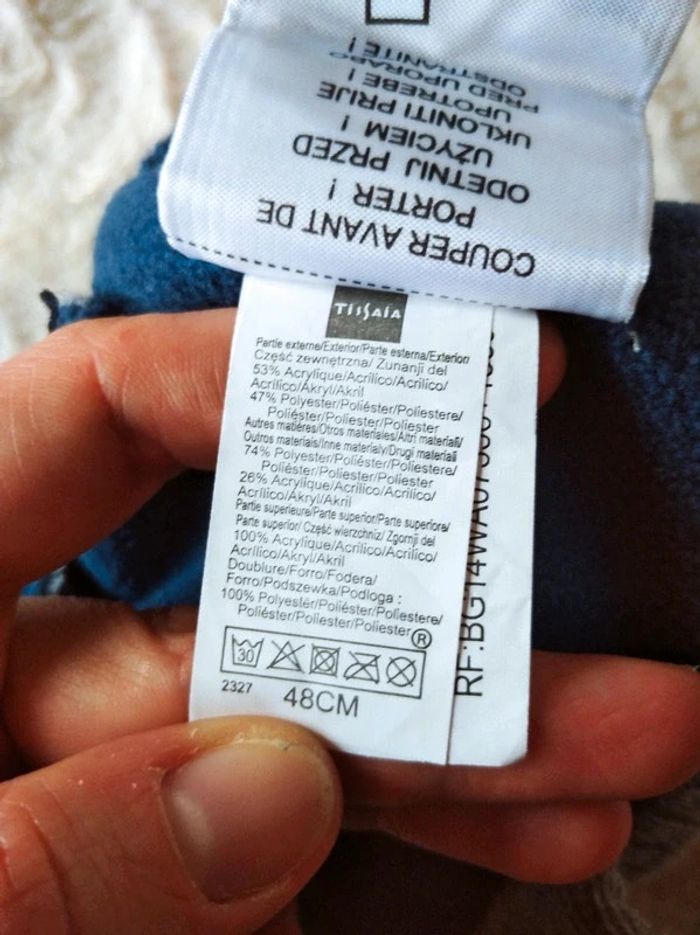 COUPER AVANT DE
PORTER !
ODETNIJ PRZED
UŻYCIEM !
UKLONITI PRIJE
UPOTREBE !
PRED UPORABO
ODSTRANITE !
TISSAIA
Partie externe/Exterior/Parte esterna/Exterior/
Część zewnętrzna/ Zunanji del
53% Acrylique/Acrílico/Acrilico/
Acrílico/Akryl/Akril
47% Polyester/Poliéster/Poliestere/
Poliéster/Poliester/Poliester
Autres matières/Otros materiales/Altri materiali/
Outros materiais/Inne materiały/Drugi materiali
74% Polyester/Poliéster/Poliestere/
Poliéster/Poliester/Poliester
26% Acrylique/Acrílico/Acrilico/
Acrílico/Akryl/Akril
Partie superieure/Parte superior/Parte superiore/
Parte superior/ Część wierzchniz/ Zgornji del
100% Acrylique/Acrílico/Acrilico/
Acrílico/Akryl/Akril
Doublure/Forro/Fodera/
Forro/Podszewka/Podloga :
100% Polyester/Poliéster/Poliestere/
Poliéster/Poliester/Poliester
®
30
2327
48CM
RF:BG14WA07